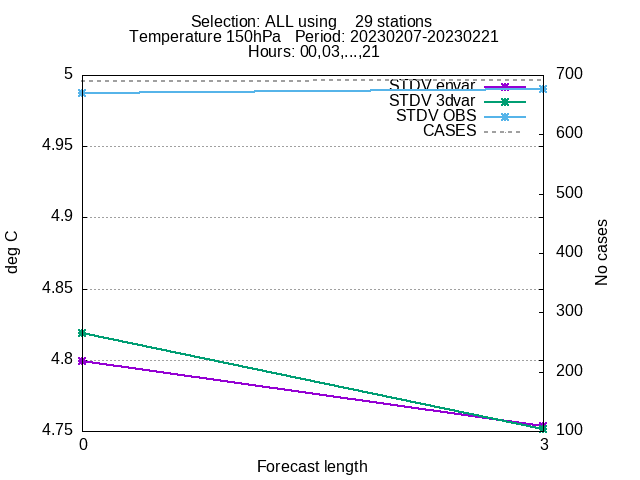 Selection: ALL using    29 stations
Temperature 150hPa   Period: 20230207-20230221
Hours: 00,03,...,21
5
4.95
4.9
4.85
4.8
4.75
deg C
700
600
500
400
300
200
100
No cases
STDV envar
STDV 3dvar
STDV OBS
CASES
0
3
Forecast length